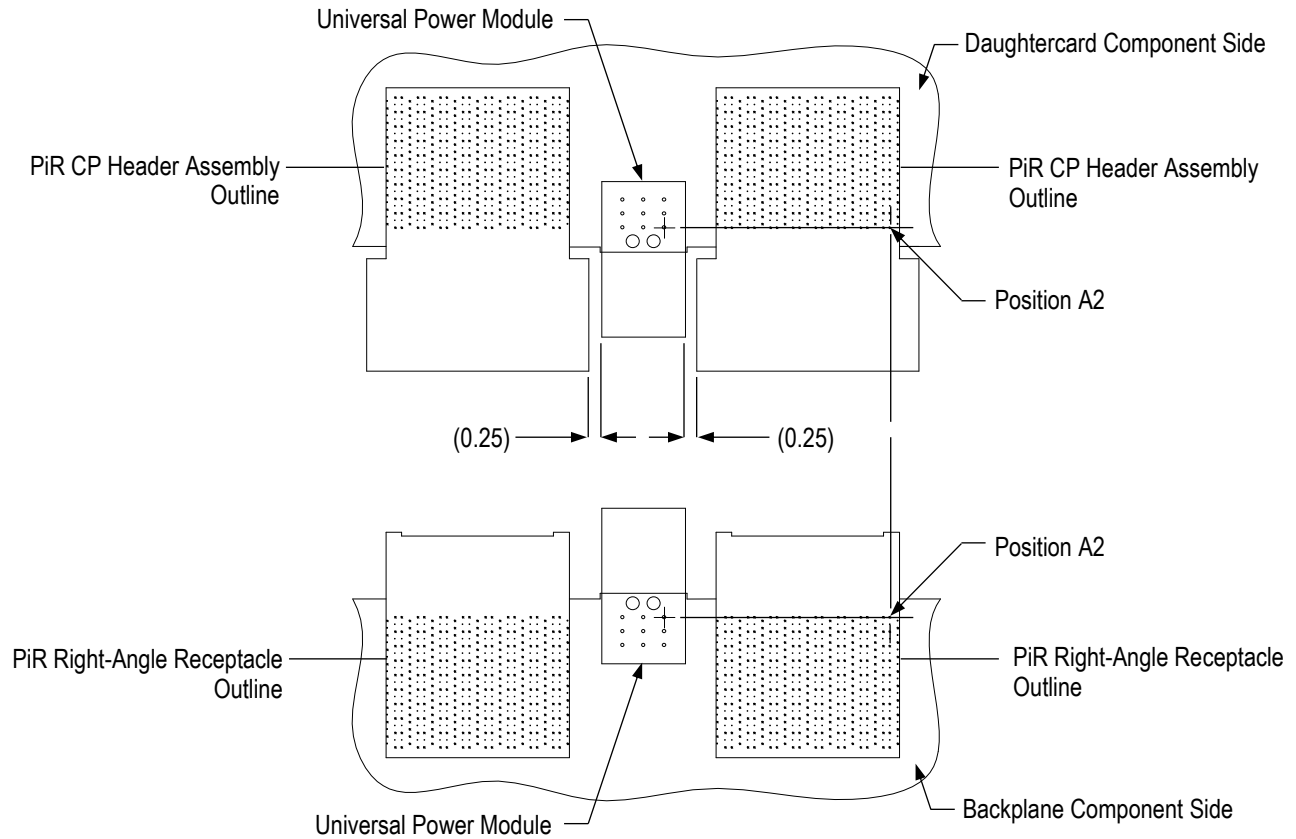 Universal Power Module
Daughtercard Component Side
PiR CP Header Assembly
Outline
PiR CP Header Assembly
Outline
Position A2
(0.25)
(0.25)
Position A2
PiR Right-Angle Receptacle
Outline
PiR Right-Angle Receptacle
Outline
Backplane Component Side
Universal Power Module